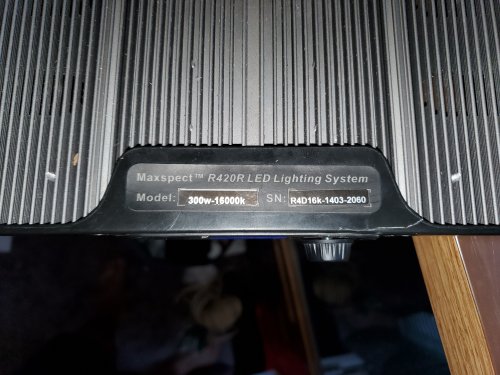 Maxspect™ R420R LED Lighting System
Model: 300w-16000k SN: R4D16k-1403-2060